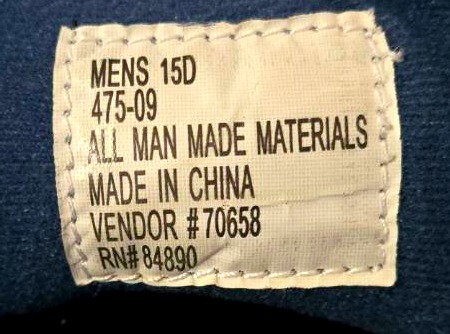 MENS 15D
475-09
ALL MAN MADE MATERIALS
MADE IN CHINA
VENDOR #70658
RN# 84890